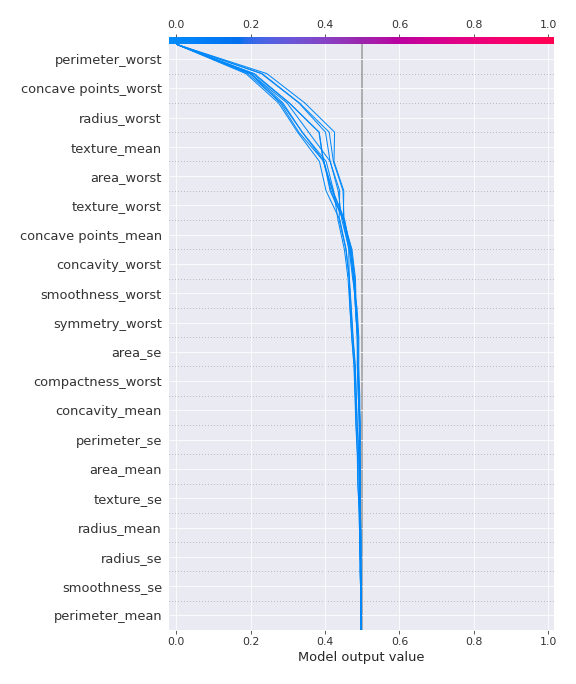 0.0 0.2 0.4 0.6 0.8 1.0
perimeter_worst
concave points_worst
radius_worst
texture_mean
area_worst
texture_worst
concave points_mean
concavity_worst
smoothness_worst
symmetry_worst
area_se
compactness_worst
concavity_mean
perimeter_se
area_mean
texture_se
radius_mean
radius_se
smoothness_se
perimeter_mean
0.0 0.2 0.4 0.6 0.8 1.0
Model output value